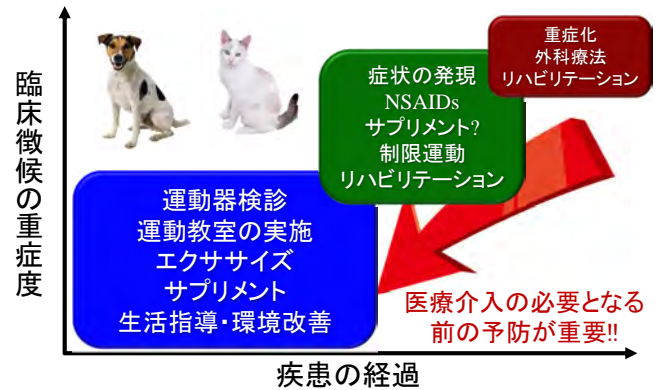 臨床徴候の重症度
重症化
外科療法
リハビリテーション
症状の発現
NSAIDs
サプリメント?
制限運動
リハビリテーション
運動器検診
運動教室の実施
エクササイズ
サプリメント
生活指導・環境改善
医療介入の必要となる
前の予防が重要!!
疾患の経過